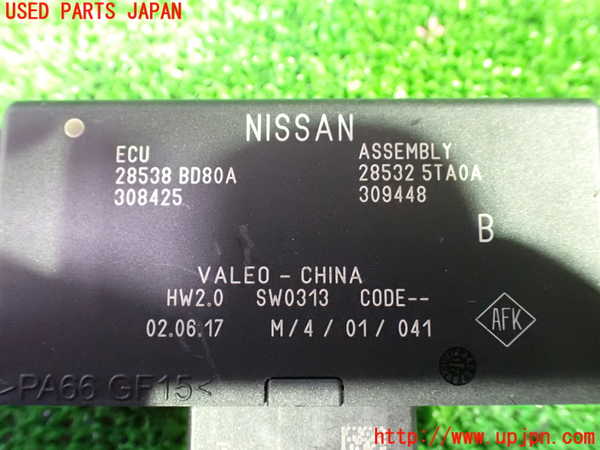 USED PARTS JAPAN
NISSAN
ECU ASSEMBLY
28538 BD80A 28532 5TA0A
308425 309448
B
VALEO - CHINA
HW2.0 SW0313 CODE--
02.06.17 M/4/01/041
AFK
>PA66 GF15<
http://www.upjpn.com